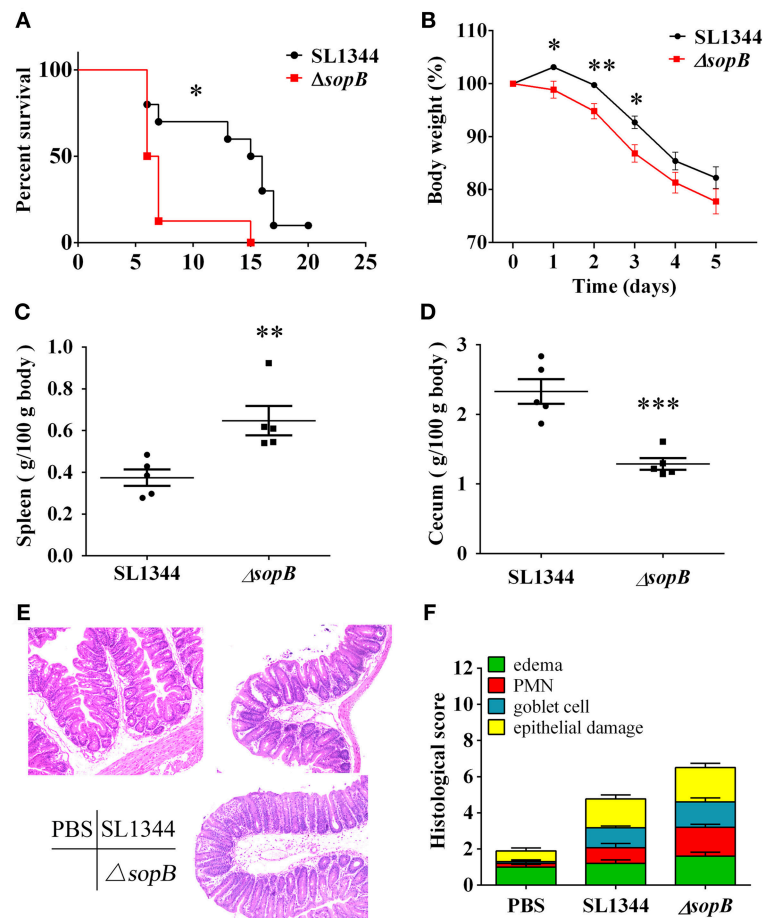 A
SL1344
ΔsopB
Percent survival
100
50
0
*
0 5 10 15 20 25
B
SL1344
ΔsopB
Body weight (%)
110
100
90
80
70
* ** *
0 1 2 3 4 5
Time (days)
C
Spleen ( g/100 g body )
1.0
0.8
0.6
0.4
0.2
0.0
**
SL1344 ΔsopB
D
Cecum ( g/100 g body )
3
2
1
0
***
SL1344 ΔsopB
E
PBS SL1344
△sopB
F
Histological score
12
10
8
6
4
2
0
edema
PMN
goblet cell
epithelial damage
PBS SL1344 ΔsopB